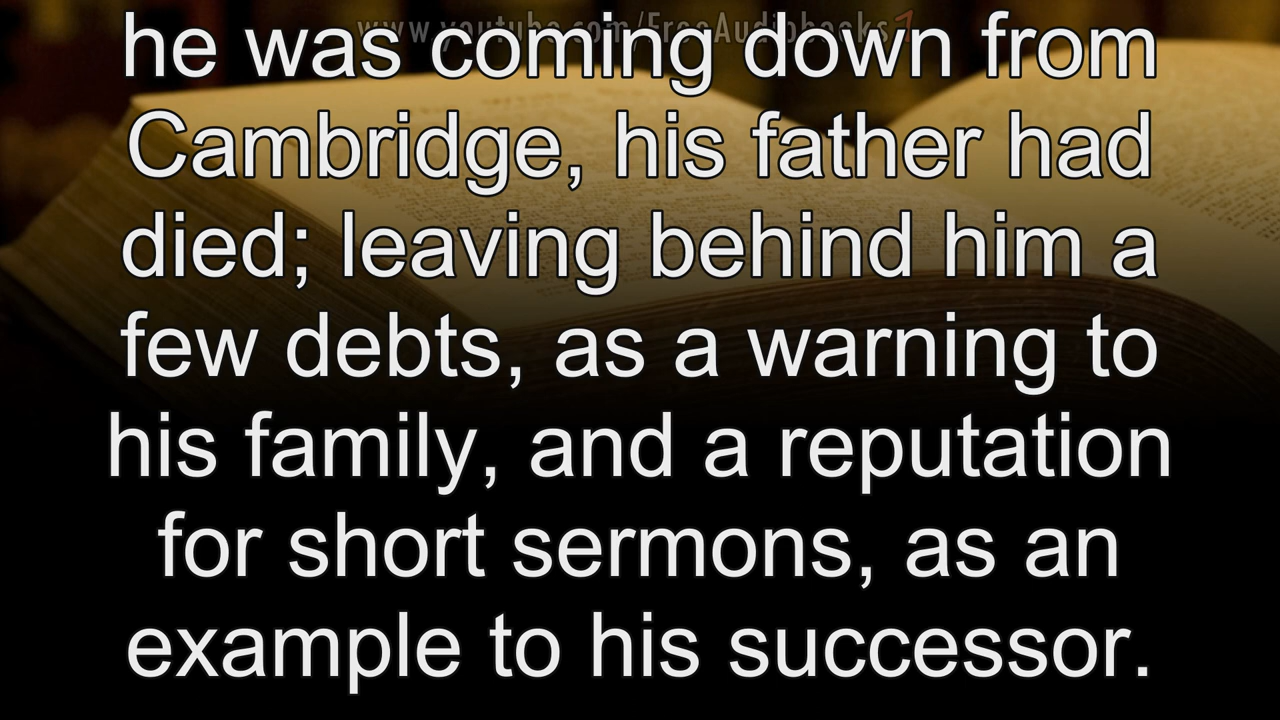 www.youtube.com/FreeAudiobooks1
he was coming down from
Cambridge, his father had
died; leaving behind him a
few debts, as a warning to
his family, and a reputation
for short sermons, as an
example to his successor.